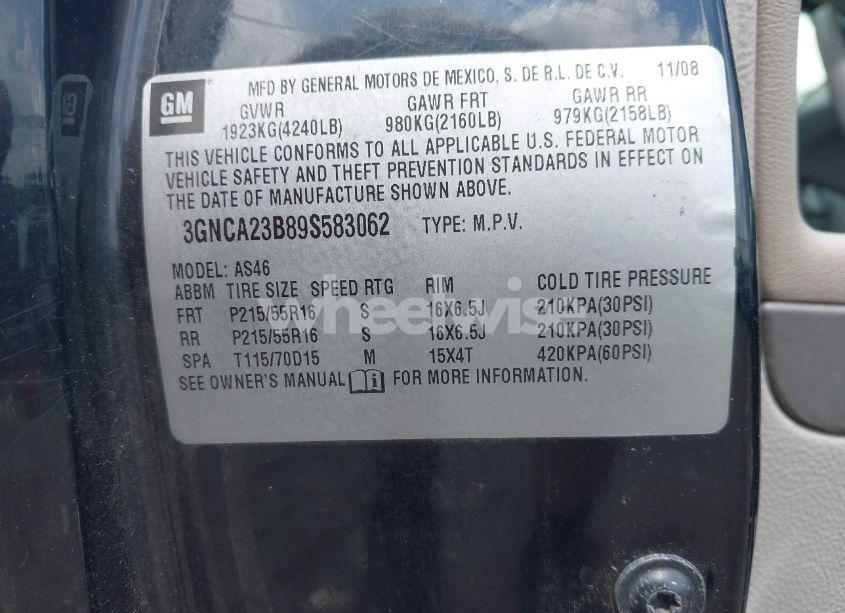 GM
MFD BY GENERAL MOTORS DE MEXICO, S. DE R.L. DE C.V. 11/08
GVWR GAWR FRT GAWR RR
1923KG(4240LB) 980KG(2160LB) 979KG(2158LB)
THIS VEHICLE CONFORMS TO ALL APPLICABLE U.S. FEDERAL MOTOR
VEHICLE SAFETY AND THEFT PREVENTION STANDARDS IN EFFECT ON
THE DATE OF MANUFACTURE SHOWN ABOVE.
3GNCA23B89S583062 TYPE: M.P.V.
MODEL: AS46
ABBM TIRE SIZE SPEED RTG RIM COLD TIRE PRESSURE
FRT P215/55R16 S 16X6.5J 210KPA(30PSI)
RR P215/55R16 S 16X6.5J 210KPA(30PSI)
SPA T115/70D15 M 15X4T 420KPA(60PSI)
SEE OWNER'S MANUAL FOR MORE INFORMATION.